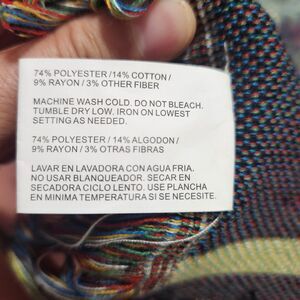 74% POLYESTER / 14% COTTON /
9% RAYON / 3% OTHER FIBER
MACHINE WASH COLD. DO NOT BLEACH.
TUMBLE DRY LOW. IRON ON LOWEST
SETTING AS NEEDED.
74% POLYESTER / 14% ALGODON /
9% RAYON / 3% OTRAS FIBRAS
LAVAR EN LAVADORA CON AGUA FRIA.
NO USAR BLANQUEADOR. SECAR EN
SECADORA CICLO LENTO. USE PLANCHA
EN MINIMA TEMPERATURA SI SE NECESITE.